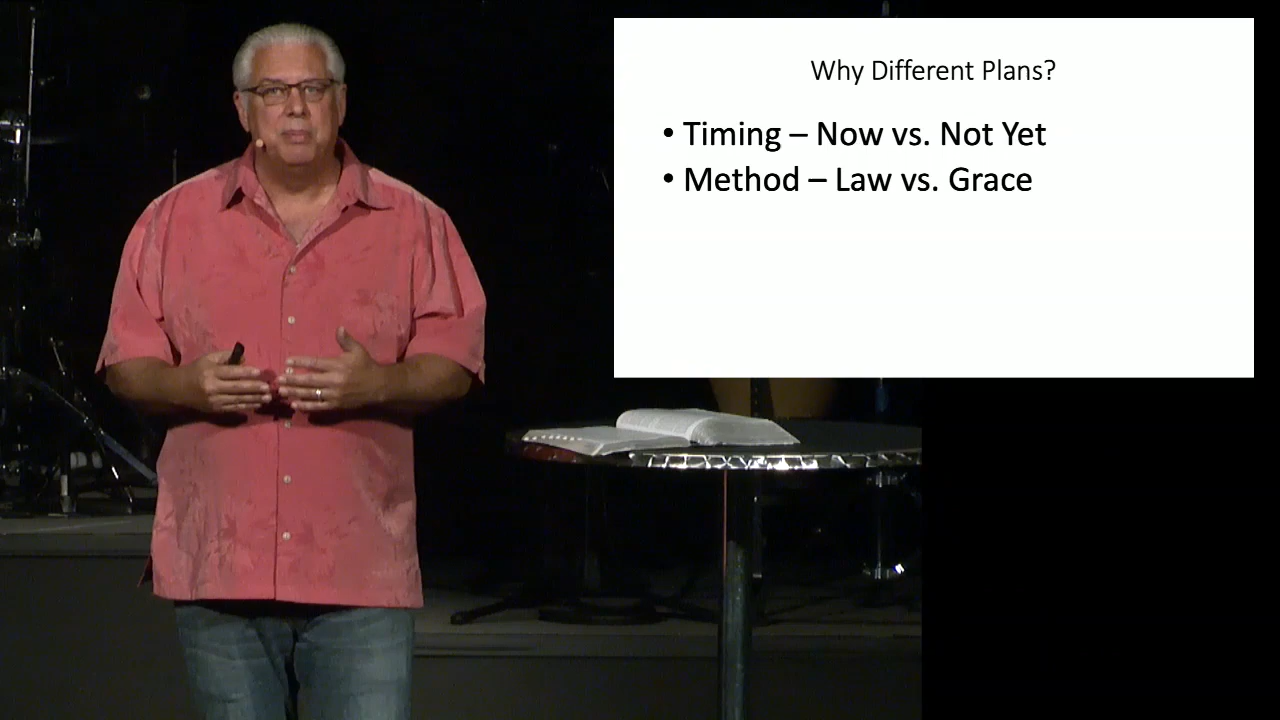 Why Different Plans?
• Timing – Now vs. Not Yet
• Method – Law vs. Grace